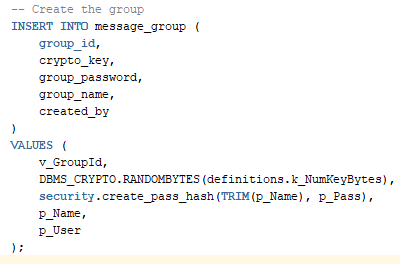 -- Create the group
INSERT INTO message_group (
    group_id,
    crypto_key,
    group_password,
    group_name,
    created_by
)
VALUES (
    v_GroupId,
    DBMS_CRYPTO.RANDOMBYTES(definitions.k_NumKeyBytes),
    security.create_pass_hash(TRIM(p_Name), p_Pass),
    p_Name,
    p_User
);